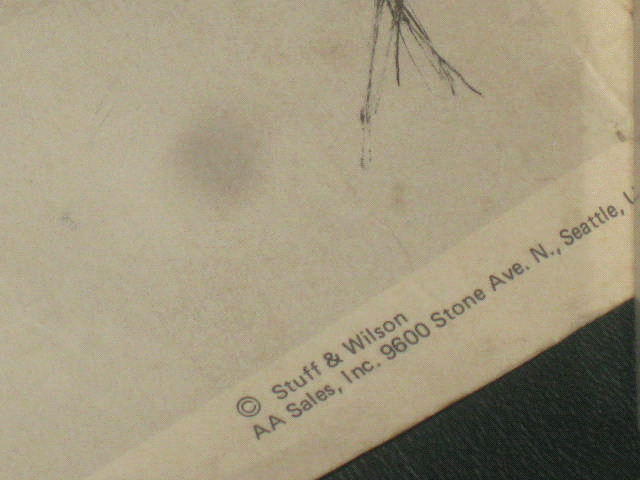 © Stuff & Wilson
AA Sales, Inc. 9600 Stone Ave. N., Seattle,